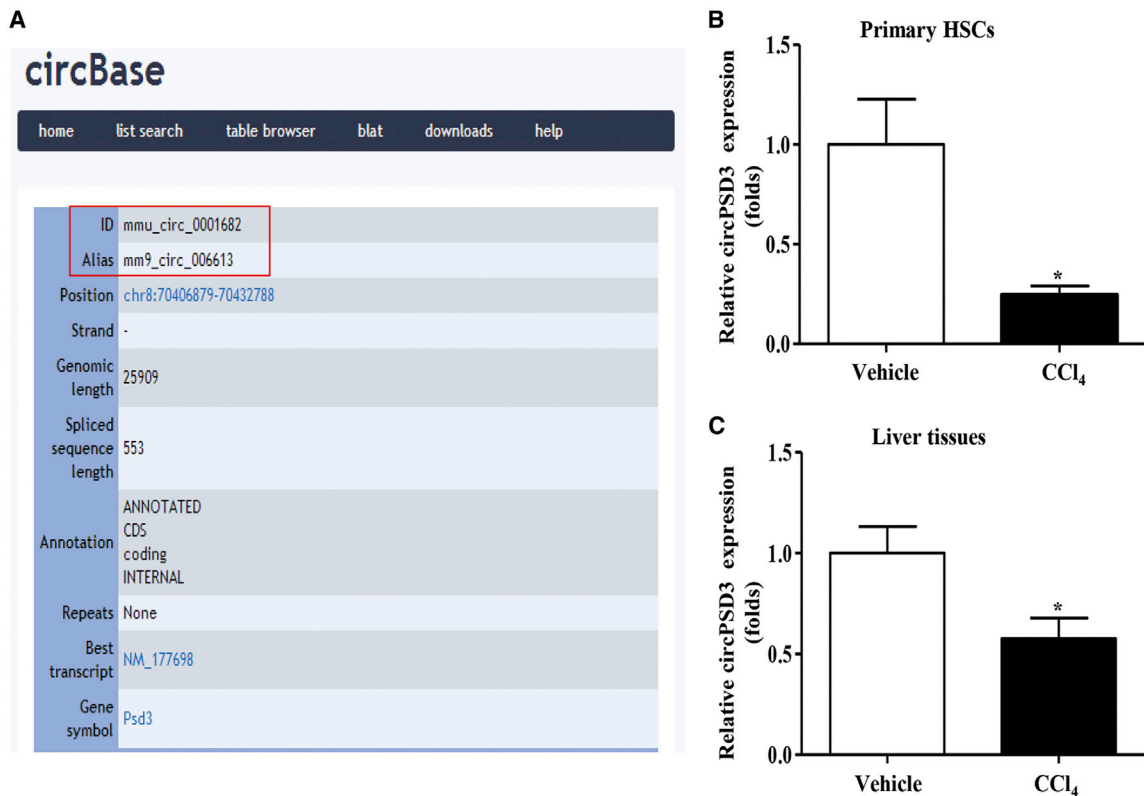 A
circBase
home list search table browser blat downloads help
ID mmu_circ_0001682
Alias mm9_circ_006613
Position chr8:70406879-70432788
Strand -
Genomic
length 25909
Spliced
sequence
length 553
Annotation ANNOTATED
CDS
coding
INTERNAL
Repeats None
Best
transcript NM_177698
Gene
symbol Psd3
B
Primary HSCs
Relative circPSD3 expression
(folds)
1.5
1.0
0.5
0.0
*
Vehicle CCl₄
C
Liver tissues
Relative circPSD3 expression
(folds)
1.5
1.0
0.5
0.0
*
Vehicle CCl₄